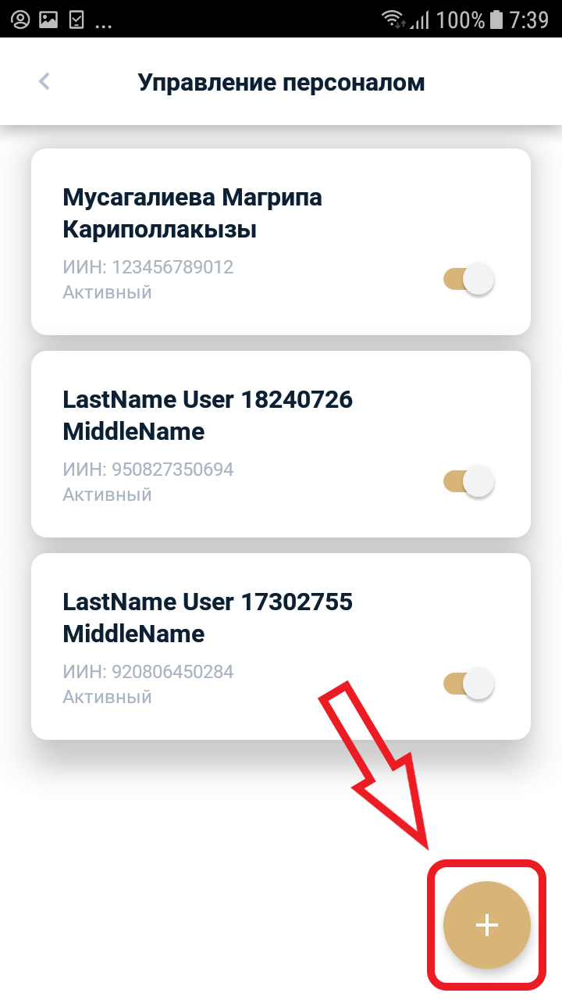 ... 100% 7:39
Управление персоналом
Мусагалиева Магрипа
Кариполлакызы
ИИН: 123456789012
Активный
LastName User 18240726
MiddleName
ИИН: 950827350694
Активный
LastName User 17302755
MiddleName
ИИН: 920806450284
Активный
+